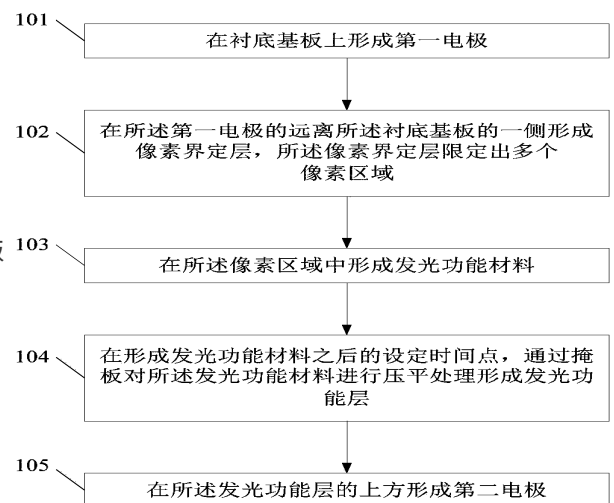 101
在衬底基板上形成第一电极
102
在所述第一电极的远离所述衬底基板的一侧形成
像素界定层，所述像素界定层限定出多个
像素区域
103
在所述像素区域中形成发光功能材料
104
在形成发光功能材料之后的设定时间点，通过掩
板对所述发光功能材料进行压平处理形成发光功
能层
105
在所述发光功能层的上方形成第二电极